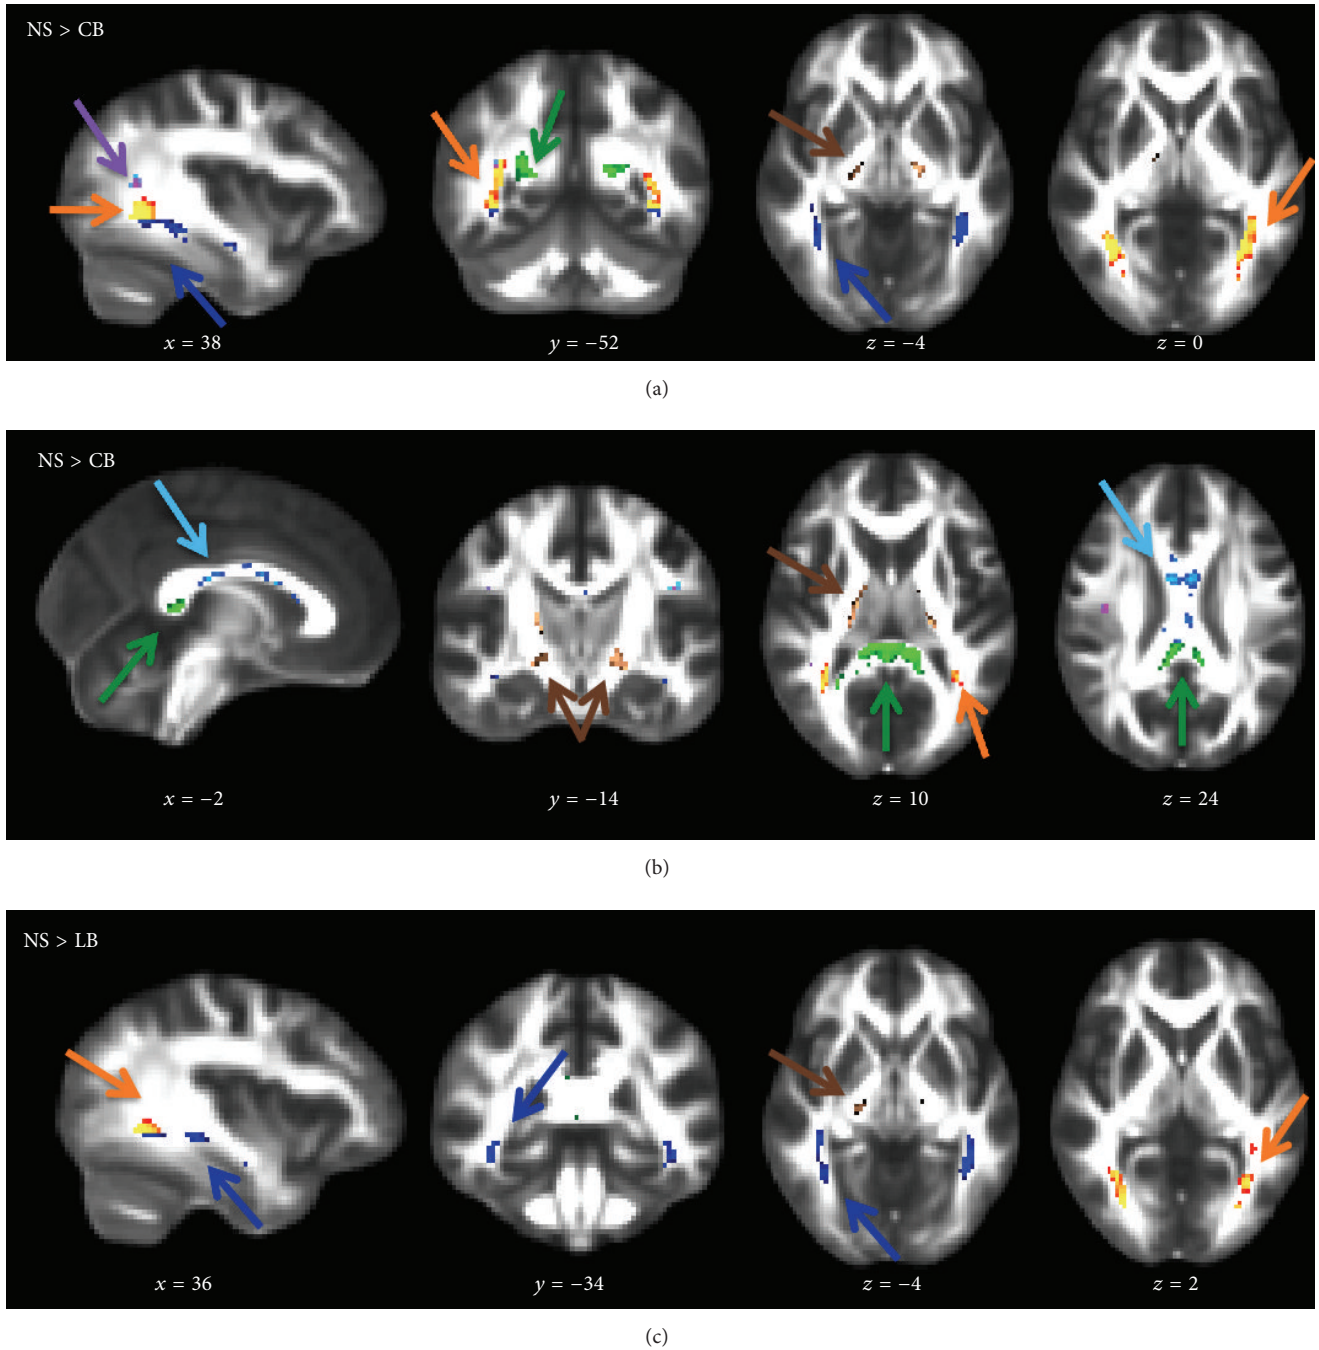 NS > CB
x = 38
y = −52
z = −4
z = 0
(a)
NS > CB
x = −2
y = −14
z = 10
z = 24
(b)
NS > LB
x = 36
y = −34
z = −4
z = 2
(c)